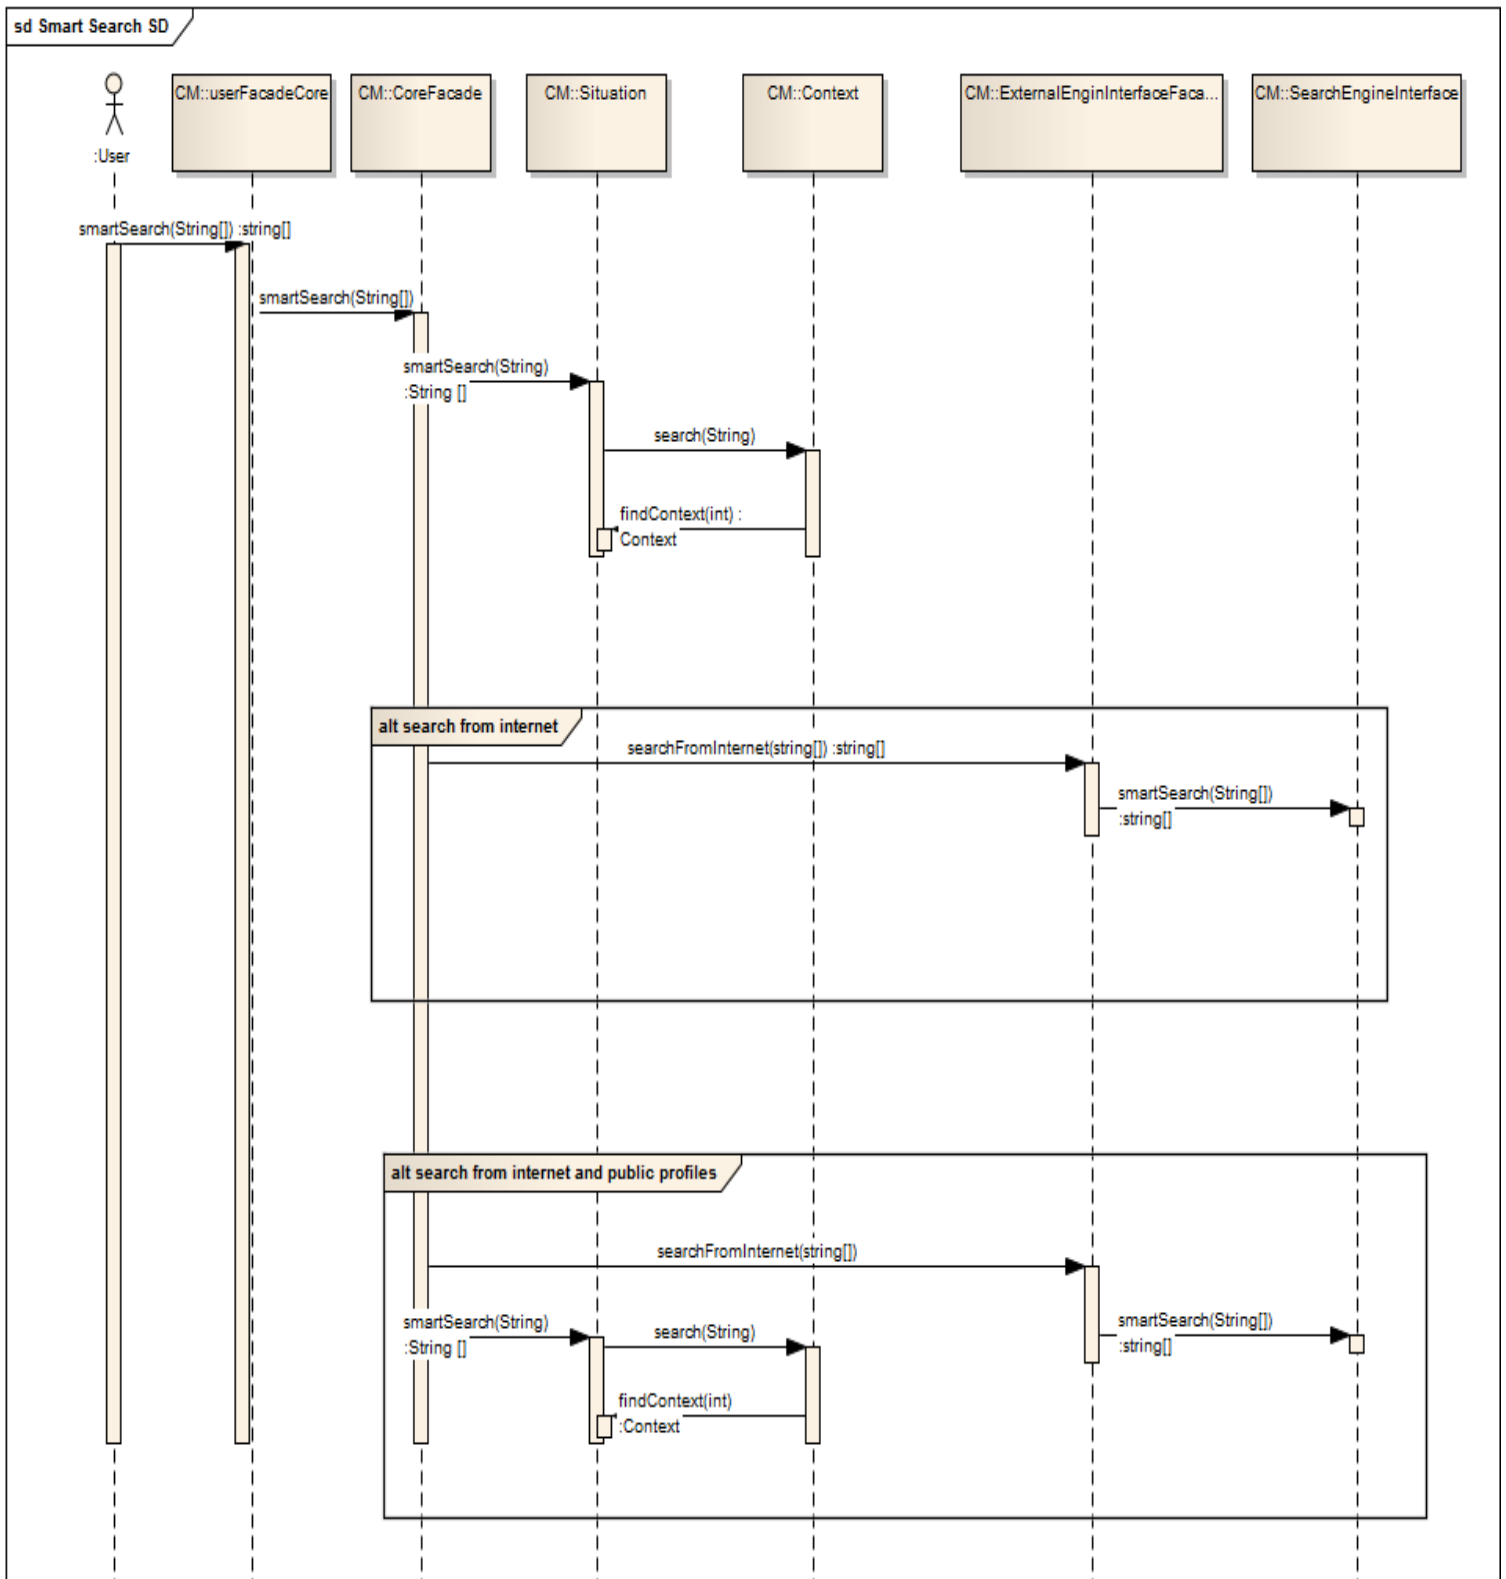 sd Smart Search SD
:User
CM::userFacadeCore
CM::CoreFacade
CM::Situation
CM::Context
CM::ExternalEnginInterfaceFaca...
CM::SearchEngineInterface
smartSearch(String[]) :string[]
smartSearch(String[])
smartSearch(String)
:String []
search(String)
findContext(int) :
Context
alt search from internet
searchFromInternet(string[]) :string[]
smartSearch(String[])
:string[]
alt search from internet and public profiles
searchFromInternet(string[])
smartSearch(String)
:String []
search(String)
smartSearch(String[])
:string[]
findContext(int)
:Context